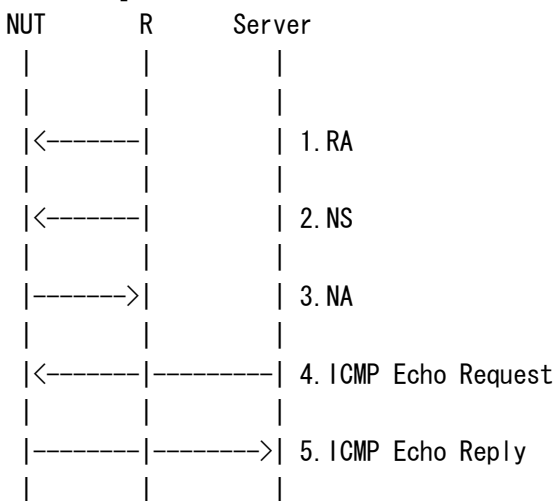 NUT R Server
| | |
| | |
|<-------| | 1.RA
| | |
|<-------| | 2.NS
| | |
|------->| | 3.NA
| | |
|<-------|---------| 4.ICMP Echo Request
| | |
|--------|-------->| 5.ICMP Echo Reply
| | |